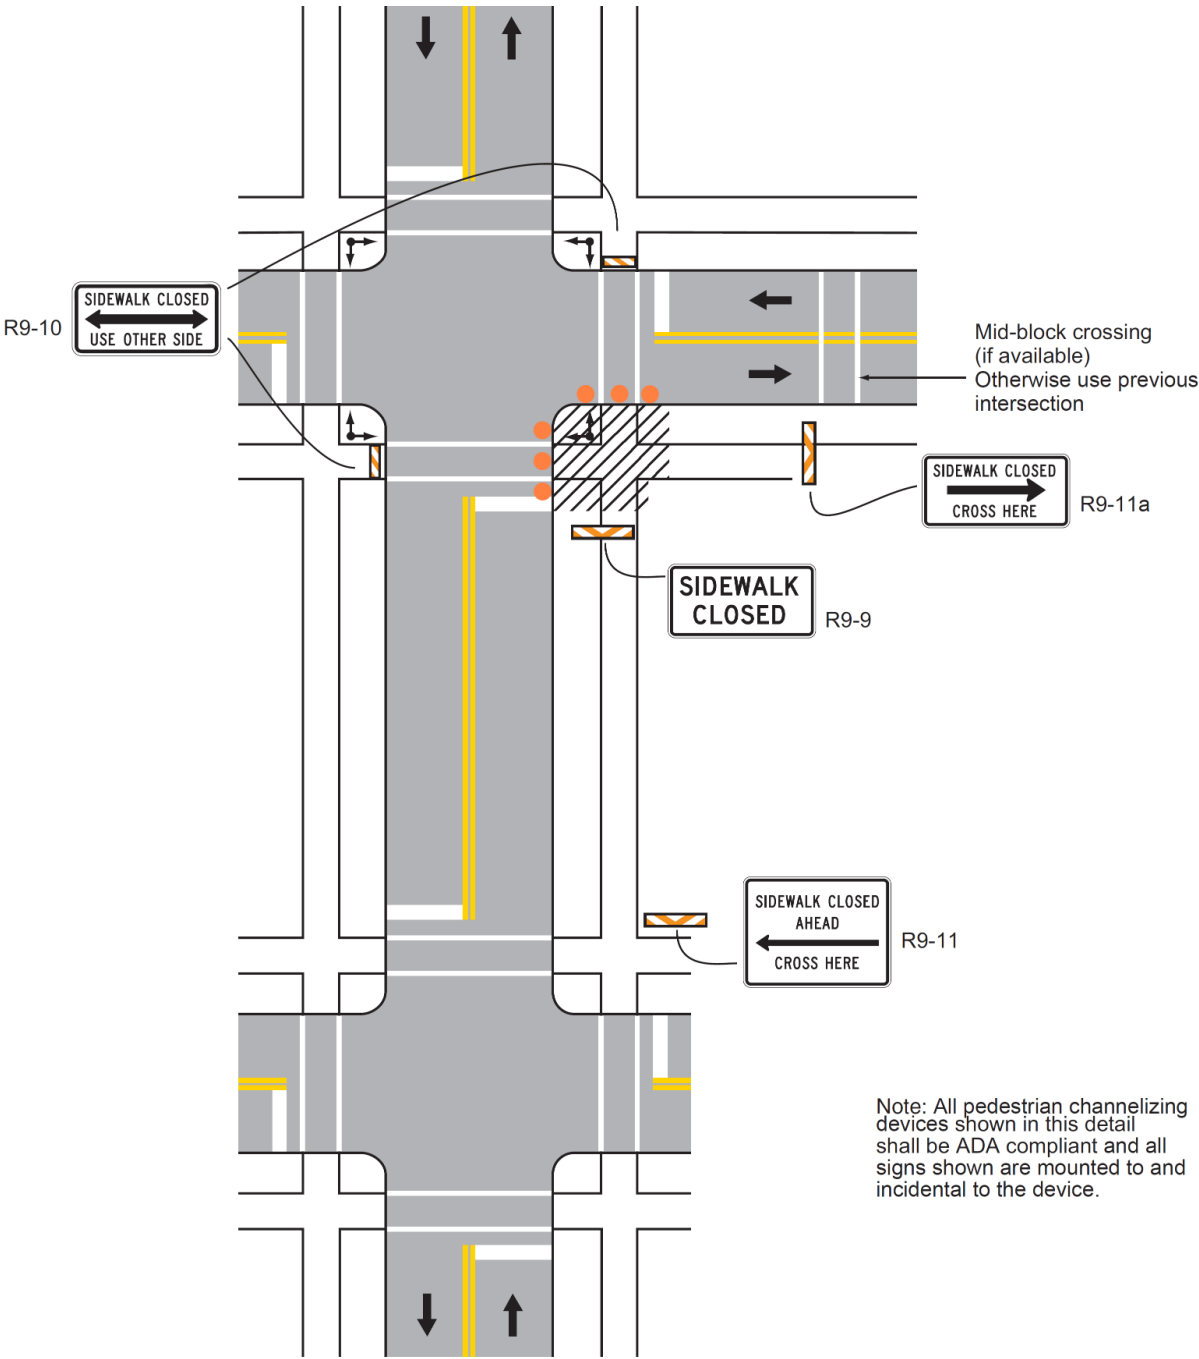 SIDEWALK CLOSED
USE OTHER SIDE
R9-10
Mid-block crossing
(if available)
Otherwise use previous
intersection
SIDEWALK CLOSED
CROSS HERE
R9-11a
SIDEWALK
CLOSED
R9-9
SIDEWALK CLOSED
AHEAD
CROSS HERE
R9-11
Note: All pedestrian channelizing
devices shown in this detail
shall be ADA compliant and all
signs shown are mounted to and
incidental to the device.